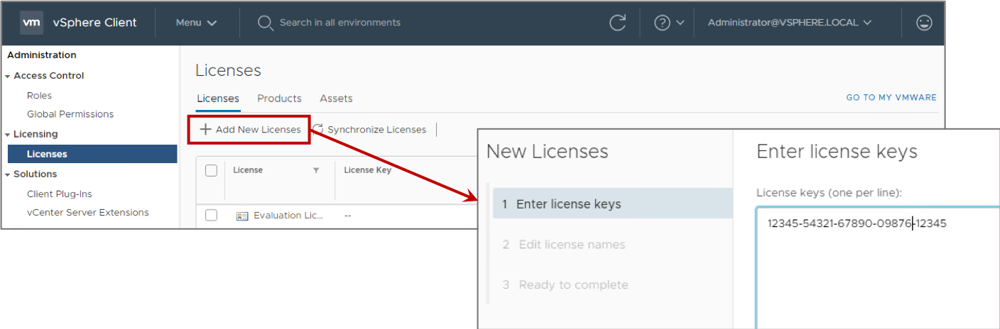 vm vSphere Client Menu Search in all environments ? Administrator@VSPHERE.LOCAL
Administration
Access Control
Roles
Global Permissions
Licensing
Licenses
Solutions
Client Plug-Ins
vCenter Server Extensions
Licenses
Licenses Products Assets
GO TO MY VMWARE
+ Add New Licenses Synchronize Licenses
License License Key
Evaluation Lic... --
New Licenses
1 Enter license keys
2 Edit license names
3 Ready to complete
Enter license keys
License keys (one per line):
12345-54321-67890-09876-12345